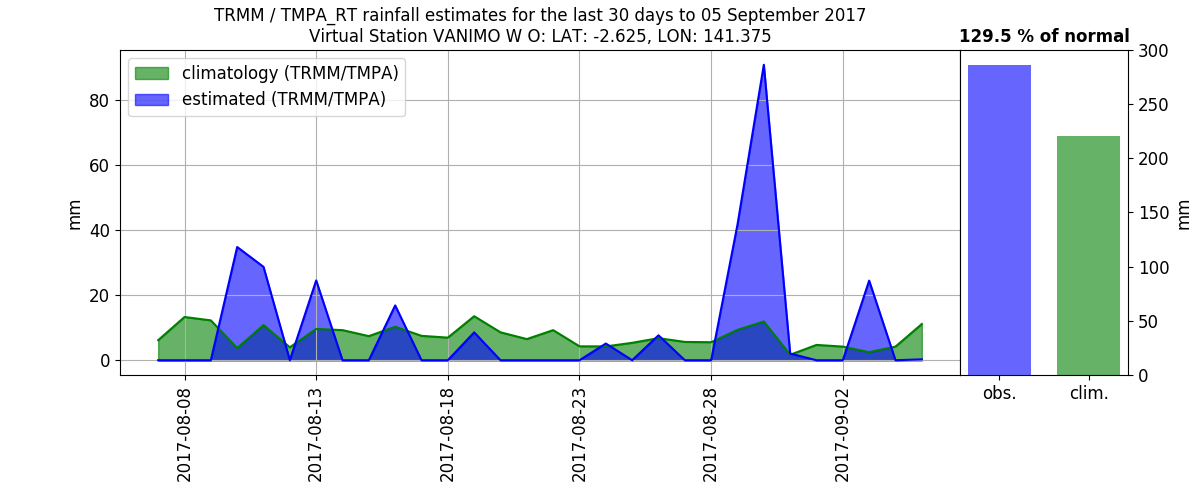 TRMM / TMPA_RT rainfall estimates for the last 30 days to 05 September 2017
Virtual Station VANIMO W O: LAT: -2.625, LON: 141.375
129.5 % of normal
climatology (TRMM/TMPA)
estimated (TRMM/TMPA)
mm
80
60
40
20
0
2017-08-08
2017-08-13
2017-08-18
2017-08-23
2017-08-28
2017-09-02
300
250
200
150
100
50
0
mm
obs.
clim.